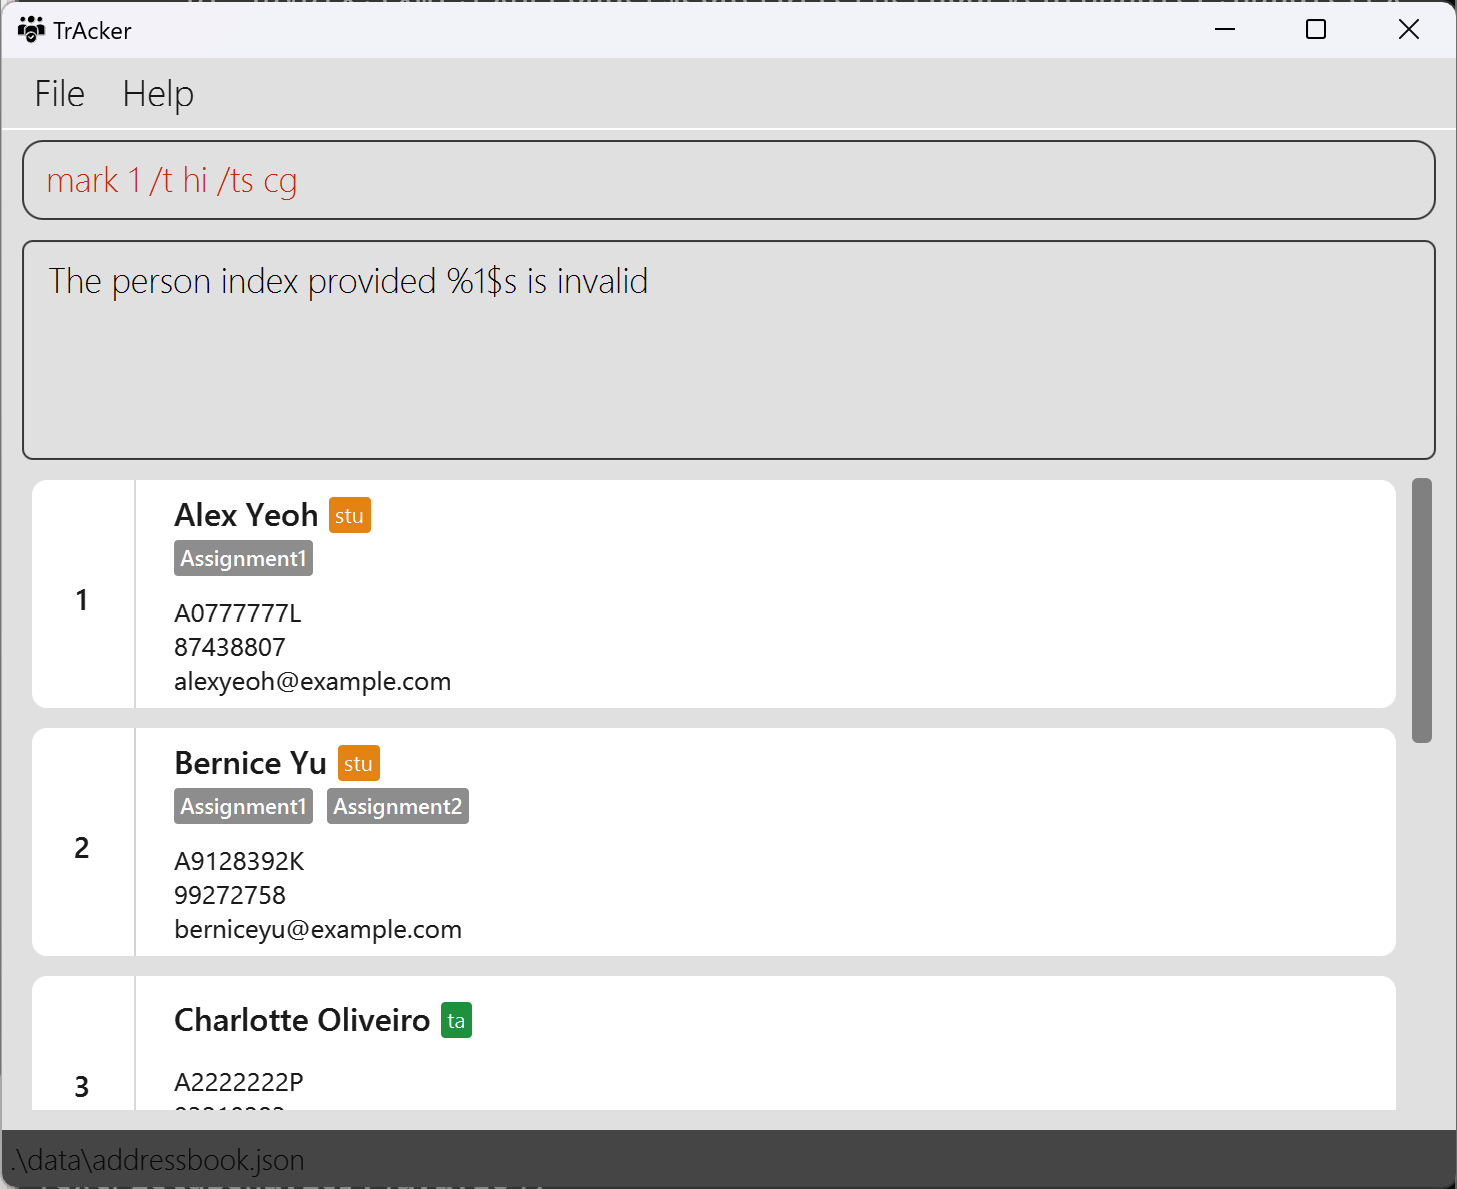 TrAcker
File Help
mark 1 /t hi /ts cg
The person index provided %1$s is invalid
Alex Yeoh stu
Assignment1
1
A0777777L
87438807
alexyeoh@example.com
Bernice Yu stu
Assignment1 Assignment2
2
A9128392K
99272758
berniceyu@example.com
Charlotte Oliveiro ta
3
A2222222P
.\data\addressbook.json